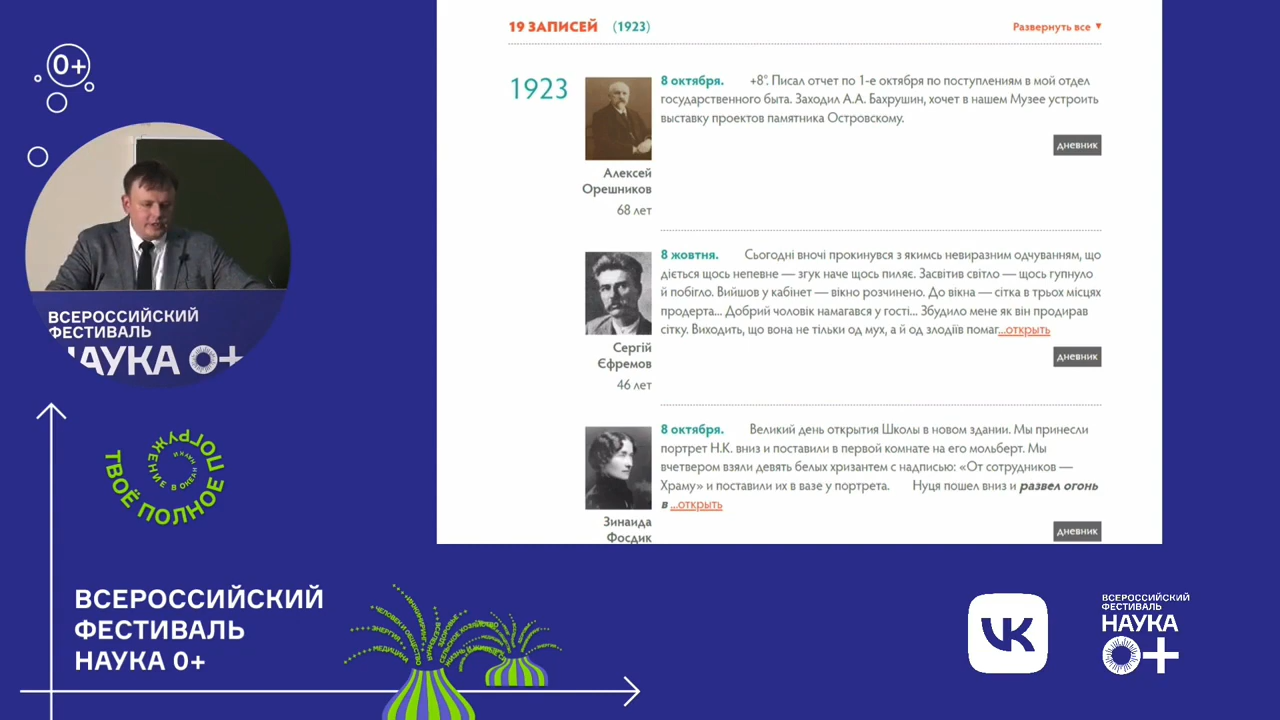 19 ЗАПИСЕЙ (1923)
Развернуть все ▼
1923
8 октября. +8°. Писал отчет по 1-е октября по поступлениям в мой отдел
государственного быта. Заходил А.А. Бахрушин, хочет в нашем Музее устроить
выставку проектов памятника Островскому.
дневник
Алексей
Орешников
68 лет
8 жовтня. Сьогодні вночі прокинувся з якимсь невиразним одчуванням, що
діється щось непевне — згук наче щось пиляє. Засвітив світло — щось гупнуло
й побігло. Вийшов у кабінет — вікно розчинено. До вікна — сітка в трьох місцях
продерта... Добрий чоловік намагався у гості... Збудило мене як він продирав
сітку. Виходить, що вона не тільки од мух, а й од злодіїв помаг...открыть
дневник
Сергій
Єфремов
46 лет
8 октября. Великий день открытия Школы в новом здании. Мы принесли
портрет Н.К. вниз и поставили в первой комнате на его мольберт. Мы
вчетвером взяли девять белых хризантем с надписью: «От сотрудников —
Храму» и поставили их в вазе у портрета. Нуця пошел вниз и развел огонь
в ...открыть
дневник
Зинаида
Фосдик
0+
ВСЕРОССИЙСКИЙ
ФЕСТИВАЛЬ
НАУКА 0+
ТВОЁ ПОЛНОЕ ПОГРУЖЕНИЕ В ОКЕАН НАУКИ
ВСЕРОССИЙСКИЙ
ФЕСТИВАЛЬ
НАУКА 0+
МЕДИЦИНА
ЭНЕРГИЯ
ЧЕЛОВЕК И ОБЩЕСТВО
VK
ВСЕРОССИЙСКИЙ
ФЕСТИВАЛЬ
НАУКА
0+